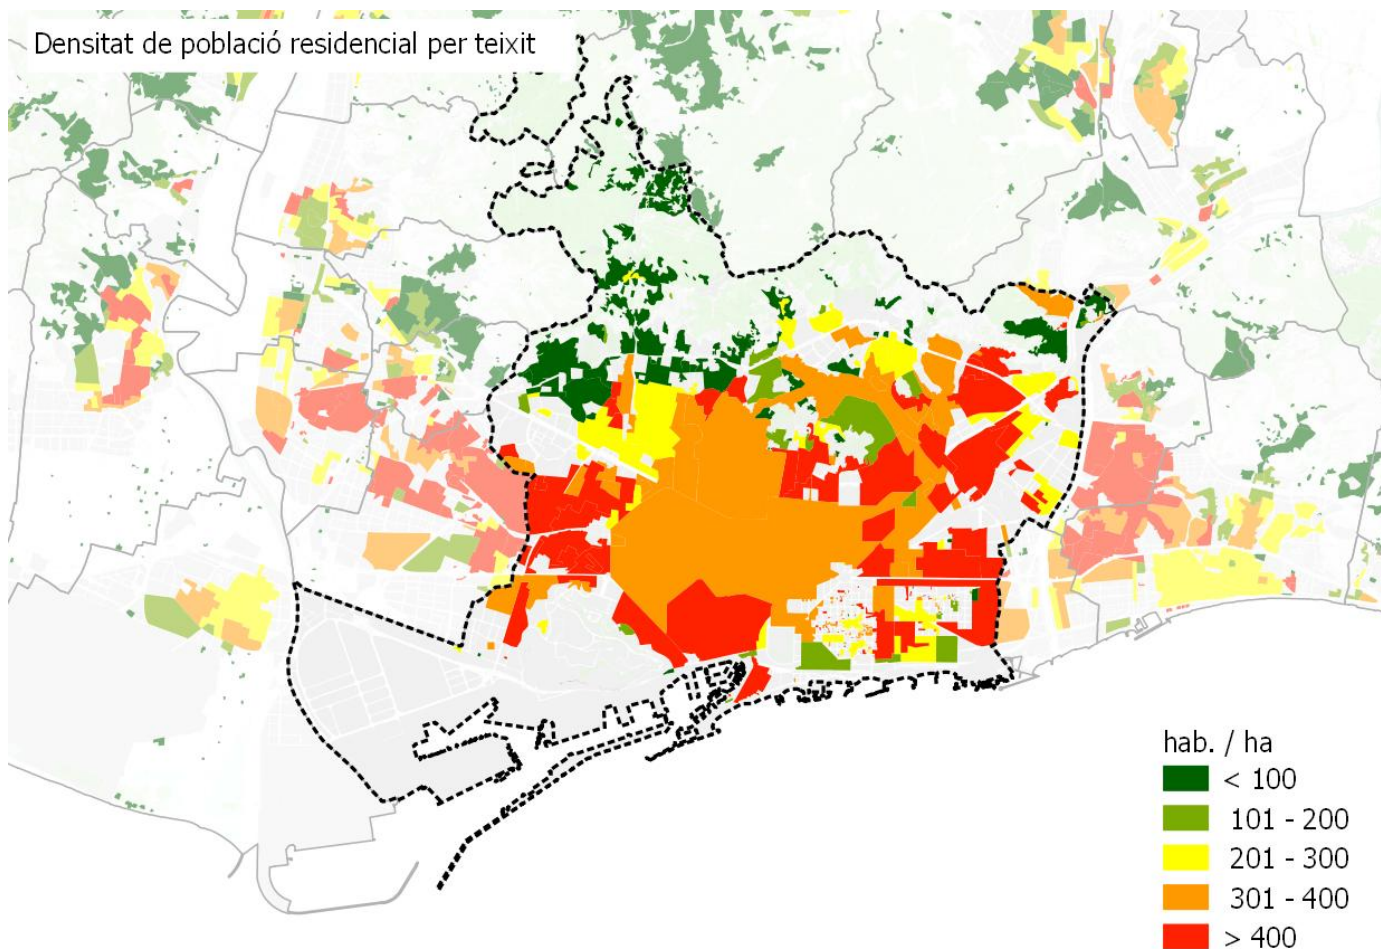 Densitat de població residencial per teixit
hab. / ha
< 100
101 - 200
201 - 300
301 - 400
> 400